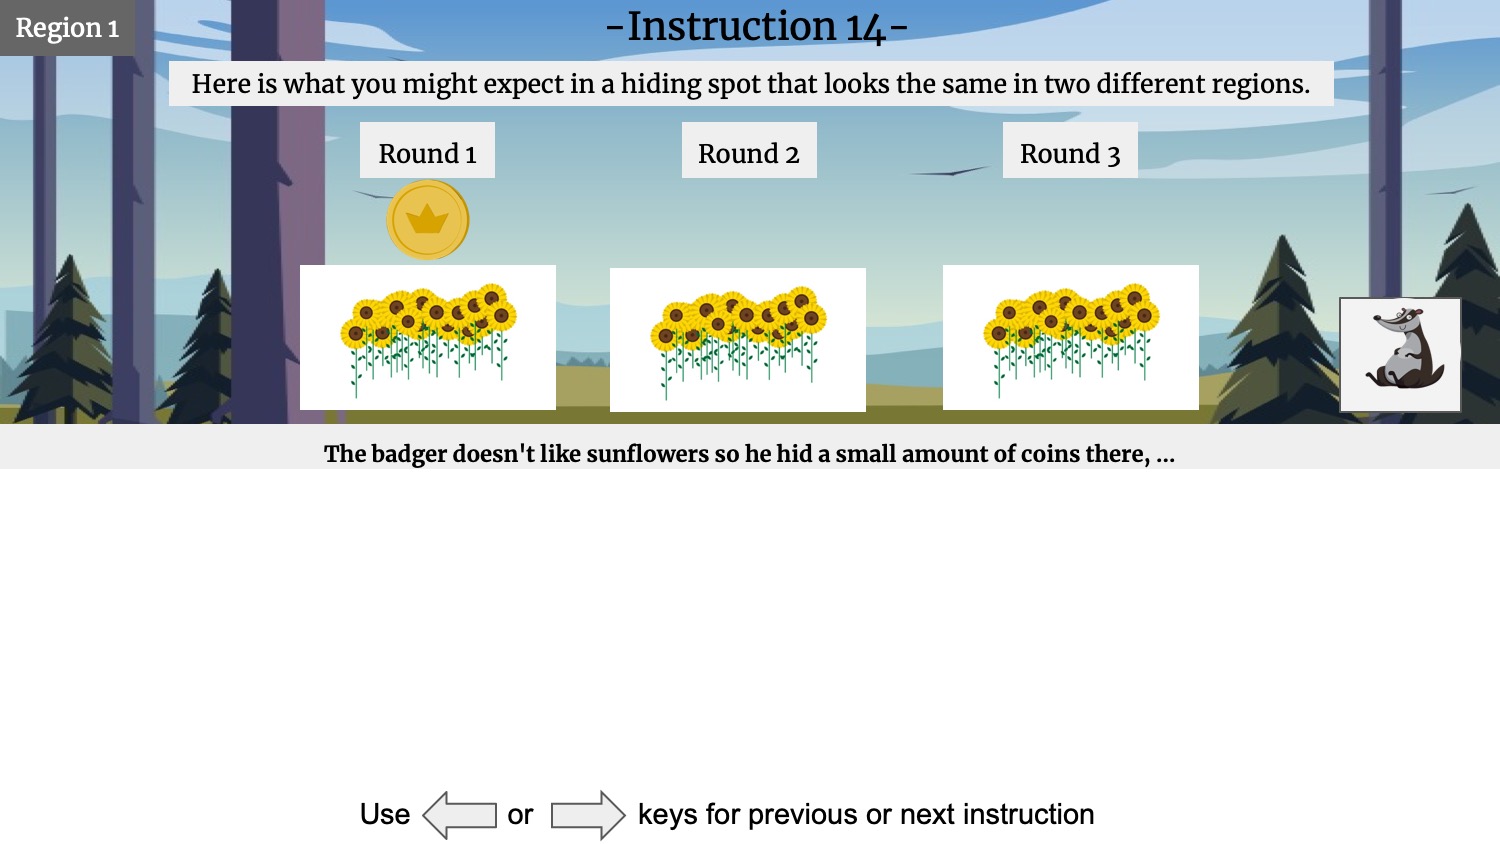 Region 1
-Instruction 14-
Here is what you might expect in a hiding spot that looks the same in two different regions.
Round 1
Round 2
Round 3
The badger doesn't like sunflowers so he hid a small amount of coins there, ...
Use or keys for previous or next instruction